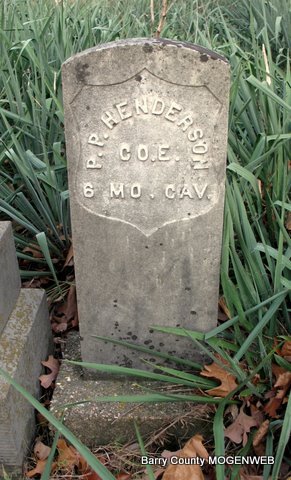 P. P. HENDERSON
CO. E.
6 MO. CAV.
Barry County MOGENWEB